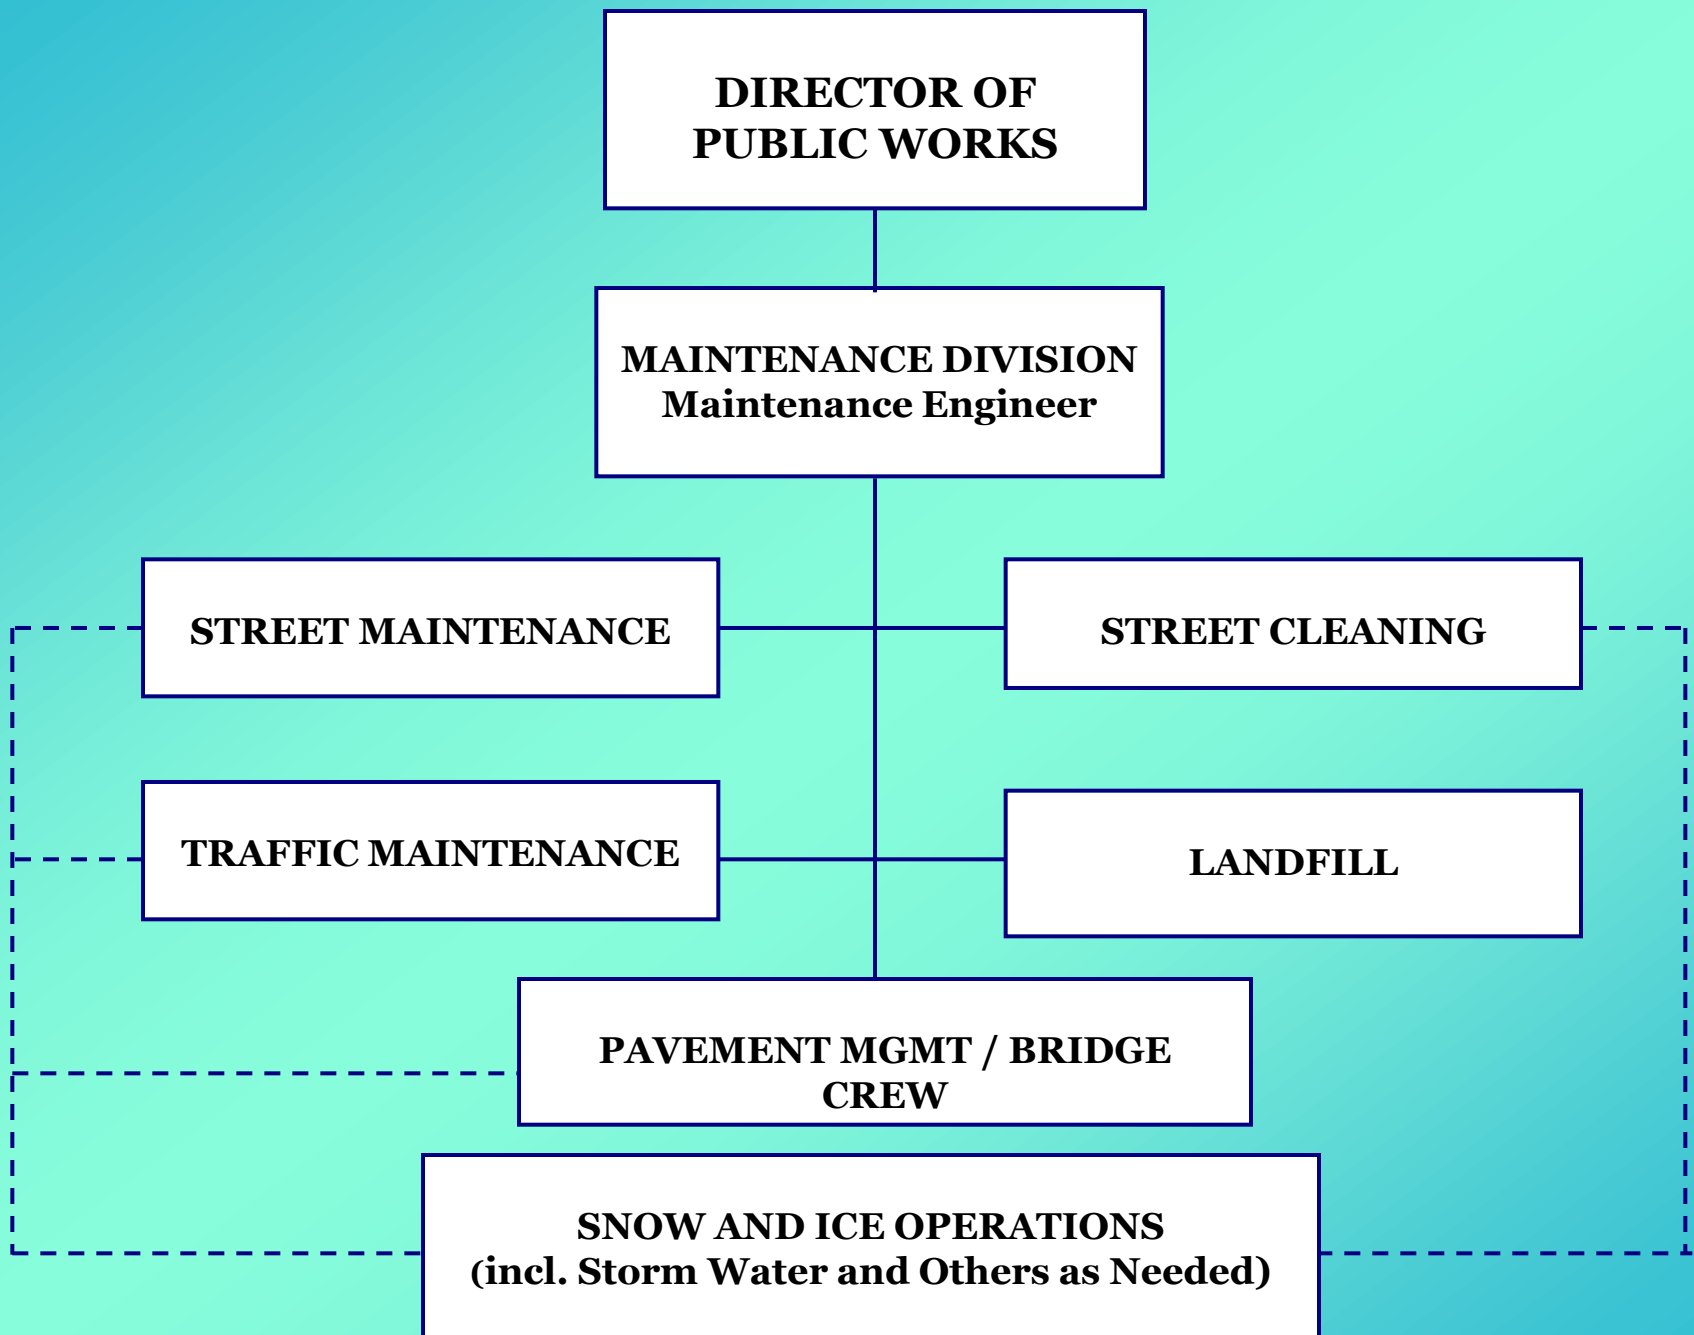 DIRECTOR OF
PUBLIC WORKS
MAINTENANCE DIVISION
Maintenance Engineer
STREET MAINTENANCE
STREET CLEANING
TRAFFIC MAINTENANCE
LANDFILL
PAVEMENT MGMT / BRIDGE
CREW
SNOW AND ICE OPERATIONS
(incl. Storm Water and Others as Needed)